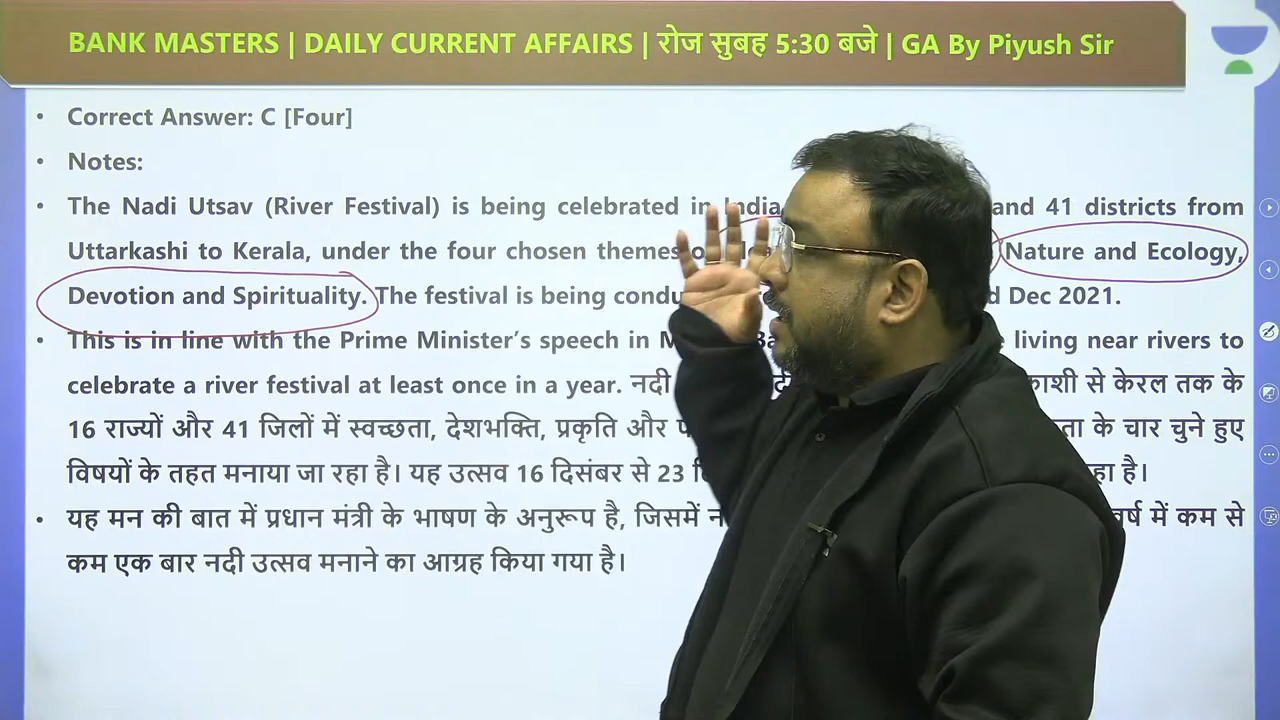 BANK MASTERS | DAILY CURRENT AFFAIRS | रोज सुबह 5:30 बजे | GA By Piyush Sir
• Correct Answer: C [Four]
• Notes:
• The Nadi Utsav (River Festival) is being celebrated in India and 41 districts from
Uttarkashi to Kerala, under the four chosen themes Nature and Ecology,
Devotion and Spirituality. The festival is being Dec 2021.
• This is in line with the Prime Minister's speech in living near rivers to
celebrate a river festival at least once in a year. नदी से केरल तक के
16 राज्यों और 41 जिलों में स्वच्छता, देशभक्ति, प्रकृति और के चार चुने हुए
विषयों के तहत मनाया जा रहा है। यह उत्सव 16 दिसंबर से 23 है।
• यह मन की बात में प्रधान मंत्री के भाषण के अनुरूप है, जिसमें में कम से
कम एक बार नदी उत्सव मनाने का आग्रह किया गया है।